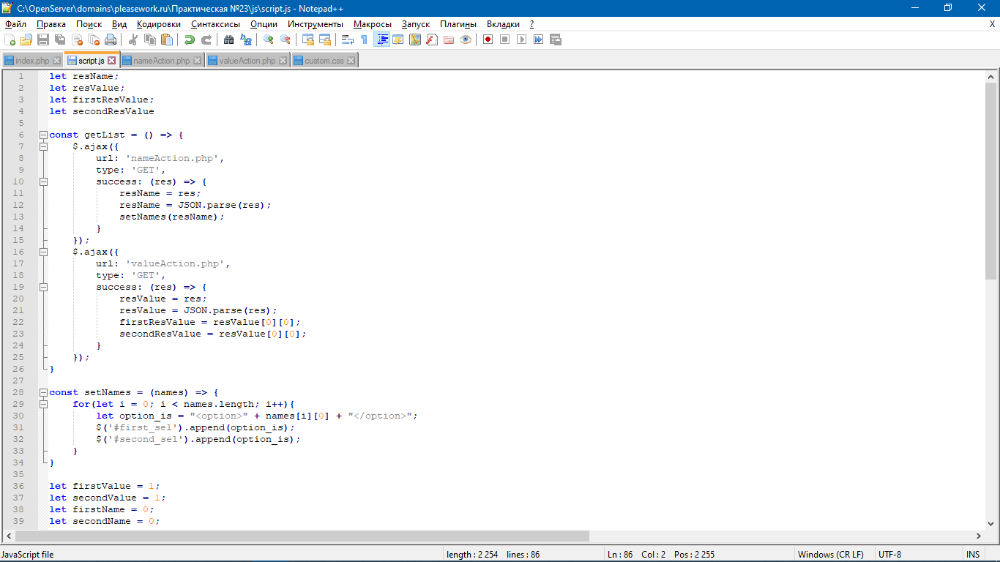 C:\OpenServer\domains\pleasework.ru\Практическая №23\js\script.js - Notepad++
Файл Правка Поиск Вид Кодировки Синтаксисы Опции Инструменты Макросы Запуск Плагины Вкладки ? X
index.php script.js nameAction.php valueAction.php custom.css
1 let resName;
2 let resValue;
3 let firstResValue;
4 let secondResValue
5
6 const getList = () => {
7 $.ajax({
8 url: 'nameAction.php',
9 type: 'GET',
10 success: (res) => {
11 resName = res;
12 resName = JSON.parse(res);
13 setNames(resName);
14 }
15 });
16 $.ajax({
17 url: 'valueAction.php',
18 type: 'GET',
19 success: (res) => {
20 resValue = res;
21 resValue = JSON.parse(res);
22 firstResValue = resValue[0][0];
23 secondResValue = resValue[0][0];
24 }
25 });
26 }
27
28 const setNames = (names) => {
29 for(let i = 0; i < names.length; i++){
30 let option_is = "<option>" + names[i][0] + "</option>";
31 $('#first_sel').append(option_is);
32 $('#second_sel').append(option_is);
33 }
34 }
35
36 let firstValue = 1;
37 let secondValue = 1;
38 let firstName = 0;
39 let secondName = 0;
JavaScript file length : 2 254 lines : 86 Ln : 86 Col : 2 Pos : 2 255 Windows (CR LF) UTF-8 INS